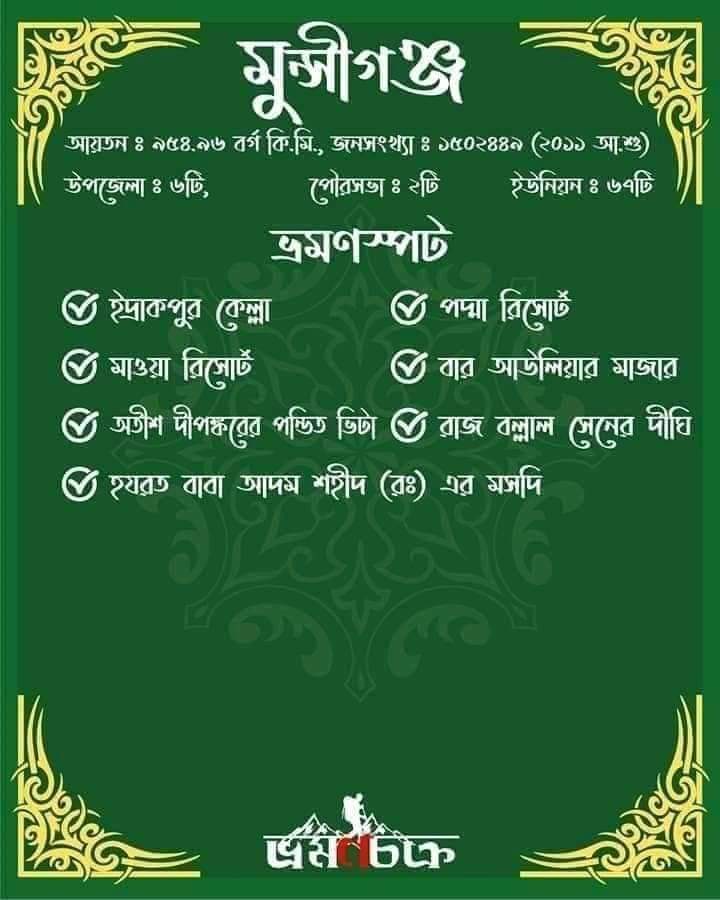 মুন্সীগঞ্জ
আয়তন ঃ ৯৫৪.৯৬ বর্গ কি.মি., জনসংখ্যা ঃ ১৫০২৪৪৯ (২০১১ আ.শু)
উপজেলা ঃ ৬টি, পৌরসভা ঃ ২টি ইউনিয়ন ঃ ৬৭টি
ভ্রমণস্পট
ইদ্রাকপুর কেল্লা পদ্মা রিসোর্ট
মাওয়া রিসোর্ট বার আউলিয়ার মাজার
অতীশ দীপঙ্করের পন্ডিত ভিটা রাজ বল্লাল সেনের দীঘি
হযরত বাবা আদম শহীদ (রঃ) এর মসদি
ভ্রমণচক্র